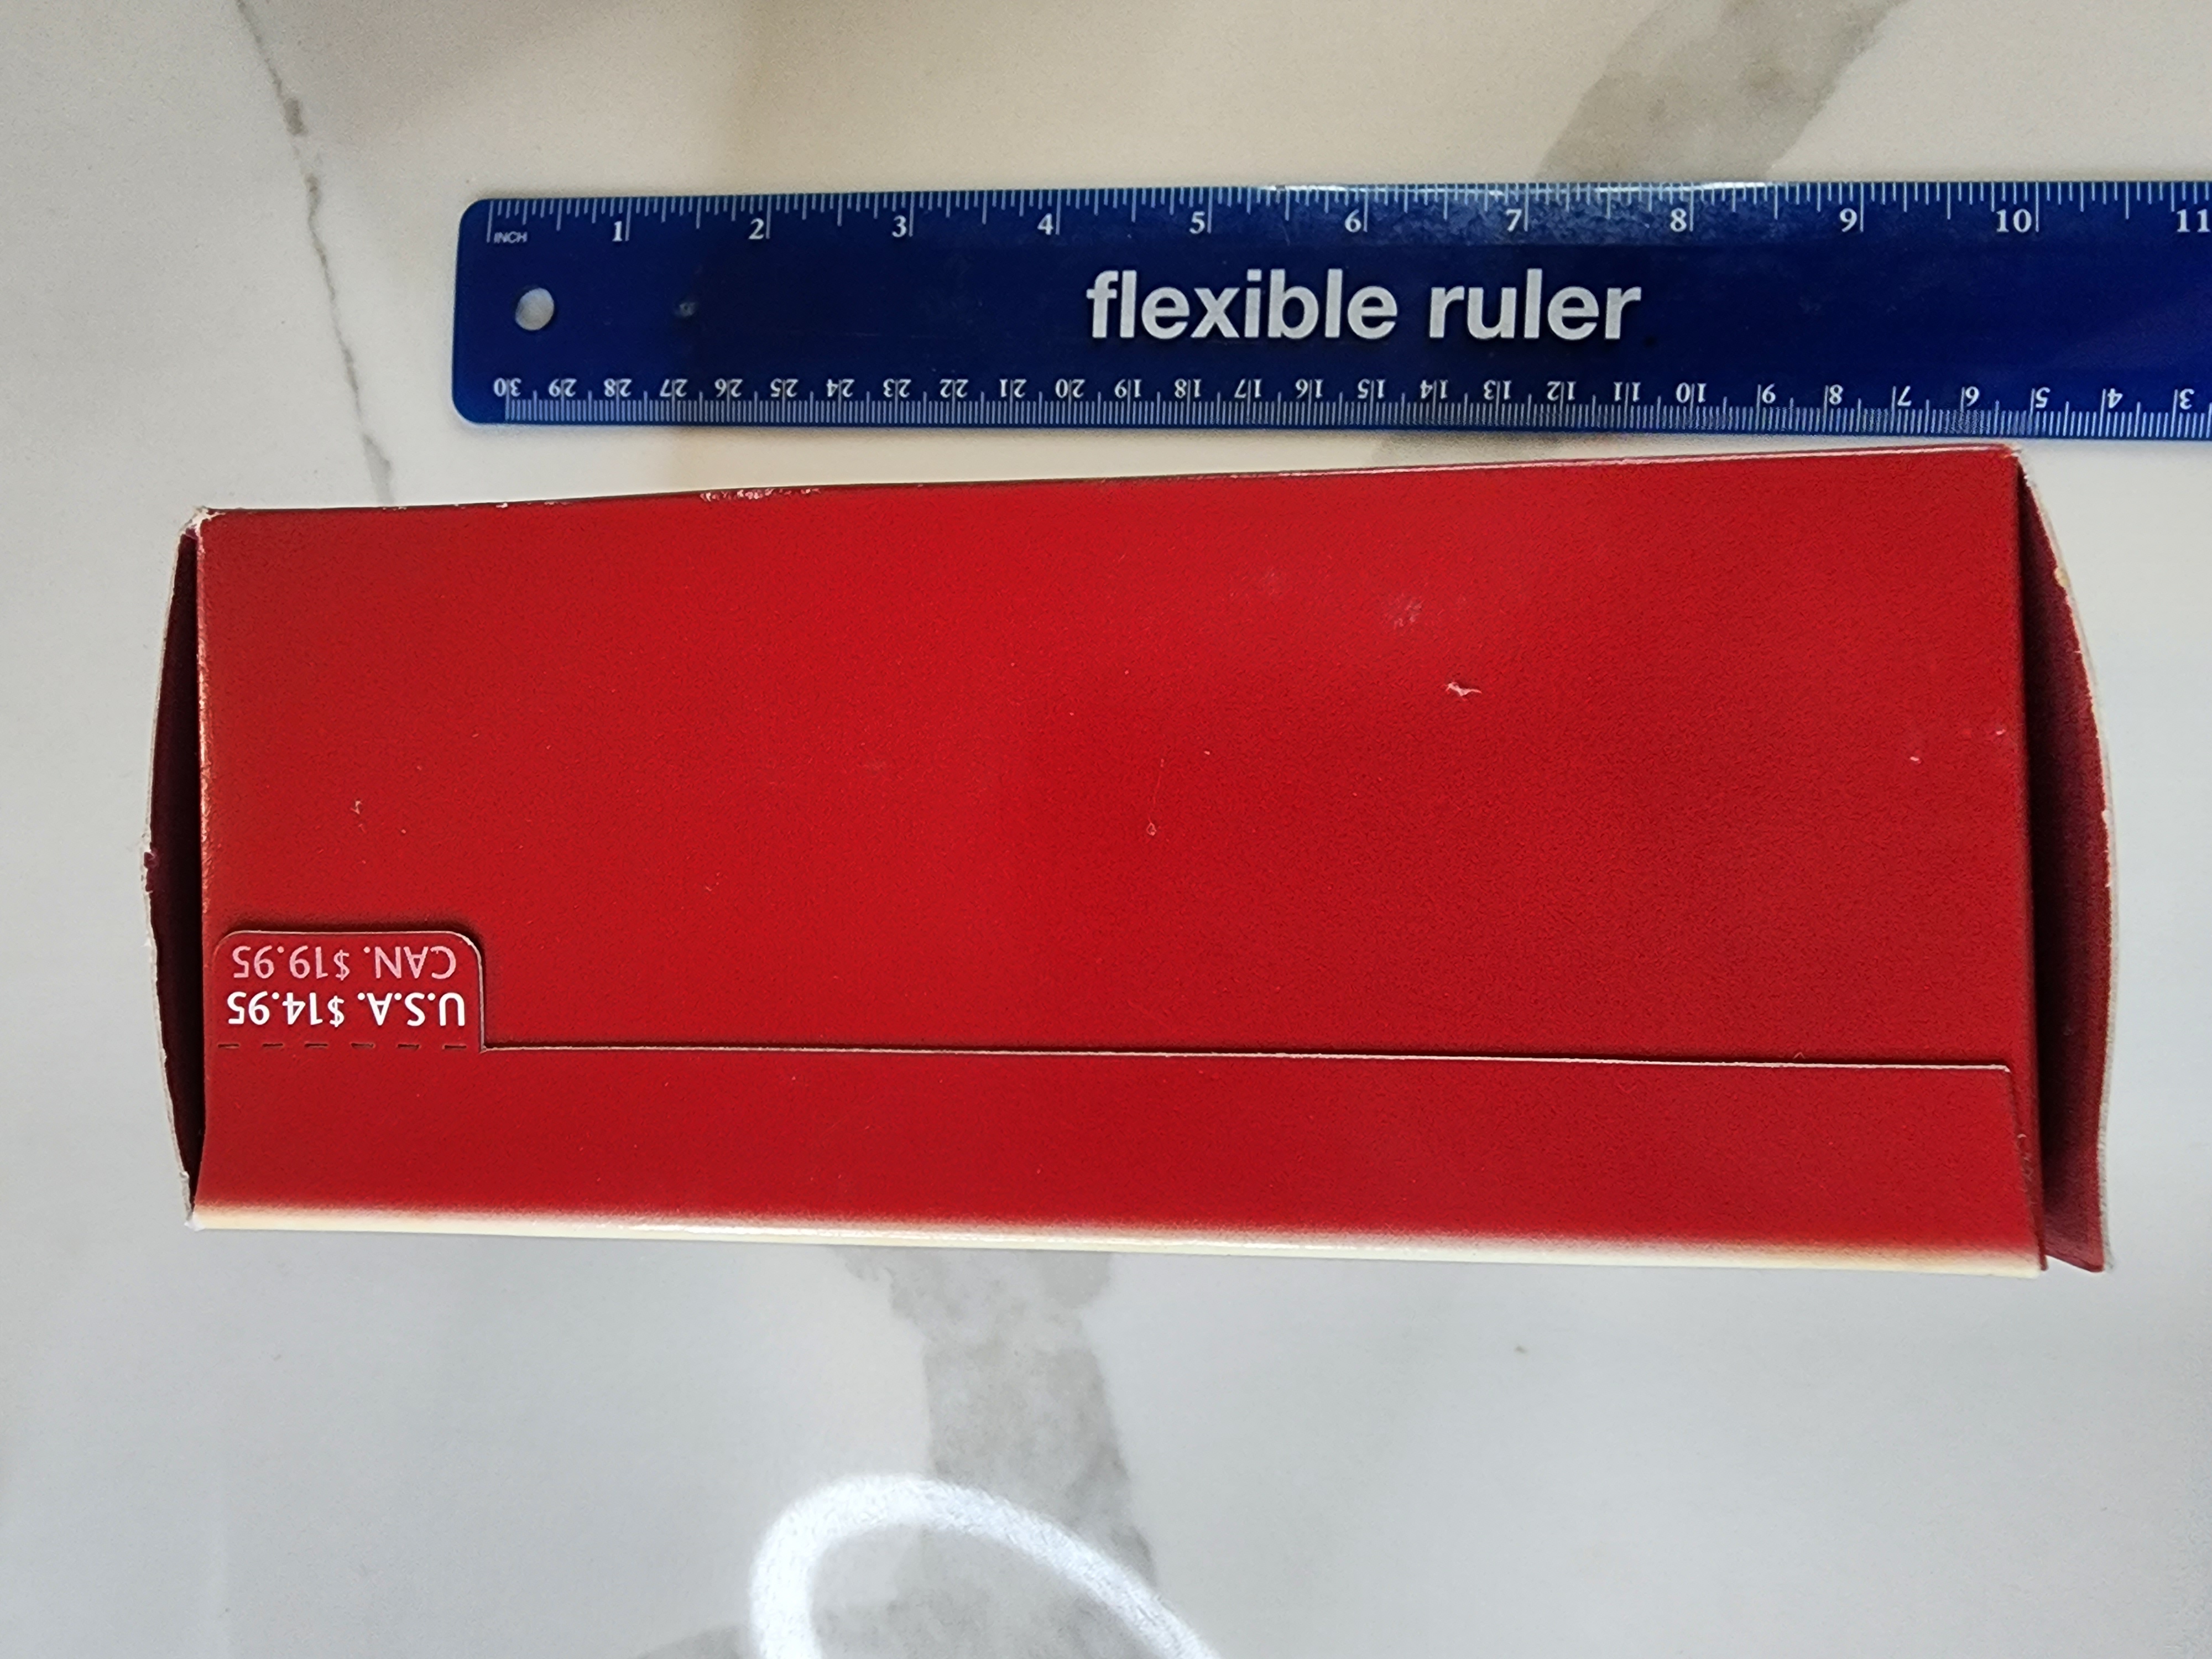 INCH 1 2 3 4 5 6 7 8 9 10 11
flexible ruler
30 29 28 27 26 25 24 23 22 21 20 19 18 17 16 15 14 13 12 11 10 9 8 7 6 5 4 3
U.S.A. $14.95
CAN. $19.95